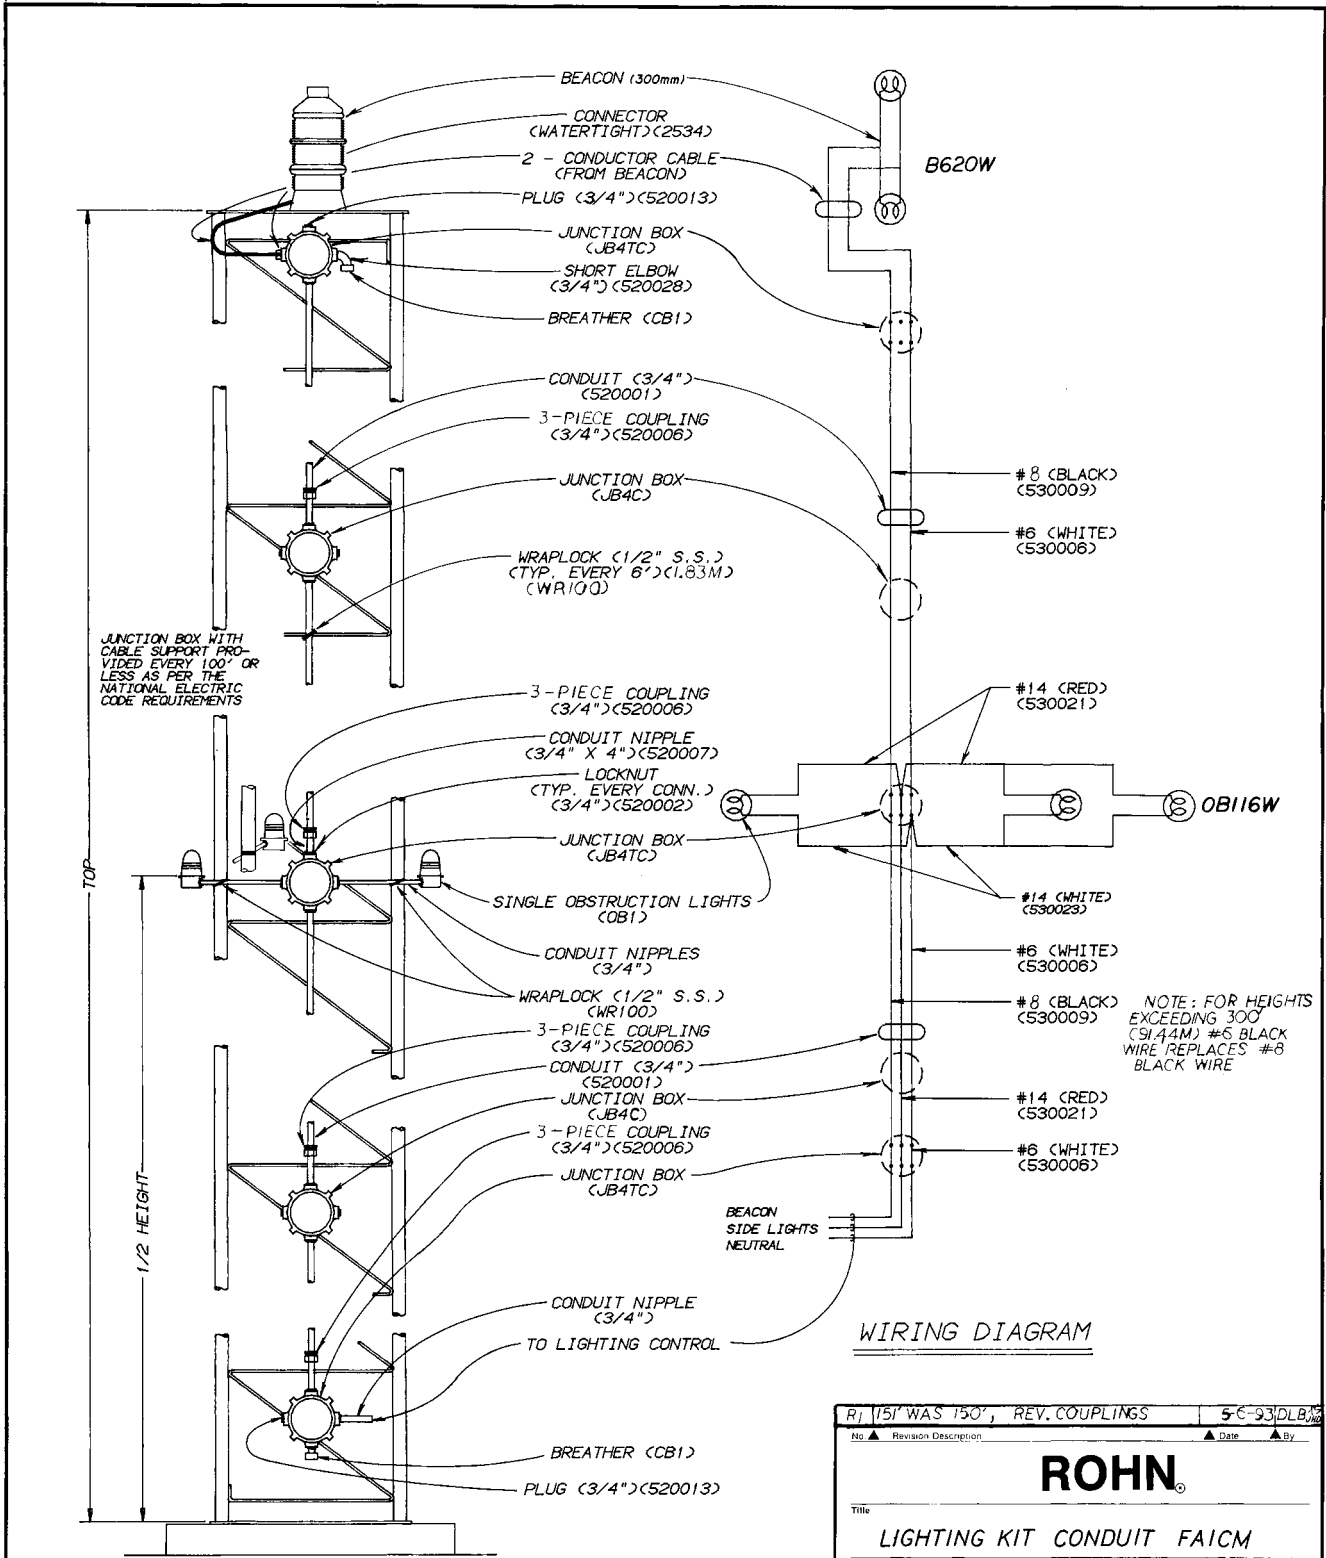 BEACON (300mm)
CONNECTOR
(WATERTIGHT)(2534)
2 - CONDUCTOR CABLE
(FROM BEACON)
PLUG (3/4")(520013)
JUNCTION BOX
(JB4TC)
SHORT ELBOW
(3/4")(520028)
BREATHER (CB1)
CONDUIT (3/4")
(520001)
3-PIECE COUPLING
(3/4")(520006)
JUNCTION BOX
(JB4C)
WRAPLOCK (1/2" S.S.)
(TYP. EVERY 6')(1.83M)
(WR100)
JUNCTION BOX WITH
CABLE SUPPORT PRO-
VIDED EVERY 100' OR
LESS AS PER THE
NATIONAL ELECTRIC
CODE REQUIREMENTS
3-PIECE COUPLING
(3/4")(520006)
CONDUIT NIPPLE
(3/4" X 4")(520007)
LOCKNUT
(TYP. EVERY CONN.)
(3/4")(520002)
JUNCTION BOX
(JB4TC)
SINGLE OBSTRUCTION LIGHTS
(OB1)
CONDUIT NIPPLES
(3/4")
WRAPLOCK (1/2" S.S.)
(WR100)
3-PIECE COUPLING
(3/4")(520006)
CONDUIT (3/4")
(520001)
JUNCTION BOX
(JB4C)
3-PIECE COUPLING
(3/4")(520006)
JUNCTION BOX
(JB4TC)
CONDUIT NIPPLE
(3/4")
TO LIGHTING CONTROL
BREATHER (CB1)
PLUG (3/4")(520013)
TOP
1/2 HEIGHT
B620W
#8 (BLACK)
(530009)
#6 (WHITE)
(530006)
#14 (RED)
(530021)
OB116W
#14 (WHITE)
(530023)
#6 (WHITE)
(530006)
#8 (BLACK)
(530009)
NOTE: FOR HEIGHTS
EXCEEDING 300'
(91.44M) #6 BLACK
WIRE REPLACES #8
BLACK WIRE
#14 (RED)
(530021)
#6 (WHITE)
(530006)
BEACON
SIDE LIGHTS
NEUTRAL
WIRING DIAGRAM
R1 151' WAS 150', REV. COUPLINGS 5-6-93 DLB
No. ▲ Revision Description ▲ Date ▲ By
ROHN®
Title
LIGHTING KIT CONDUIT FA1CM